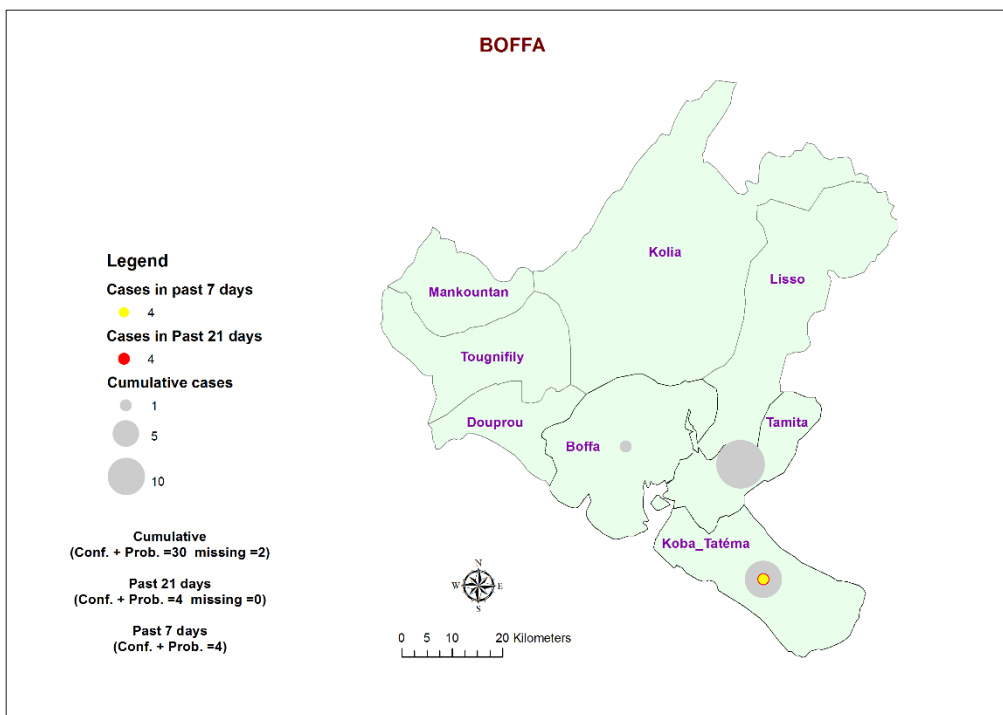 BOFFA
Kolia
Lisso
Mankountan
Tougnifily
Douprou
Boffa
Tamita
Koba_Tatéma
Legend
Cases in past 7 days
4
Cases in Past 21 days
4
Cumulative cases
1
5
10
Cumulative
(Conf. + Prob. =30 missing =2)
Past 21 days
(Conf. + Prob. =4 missing =0)
Past 7 days
(Conf. + Prob. =4)
N
W E
S
0 5 10 20 Kilometers